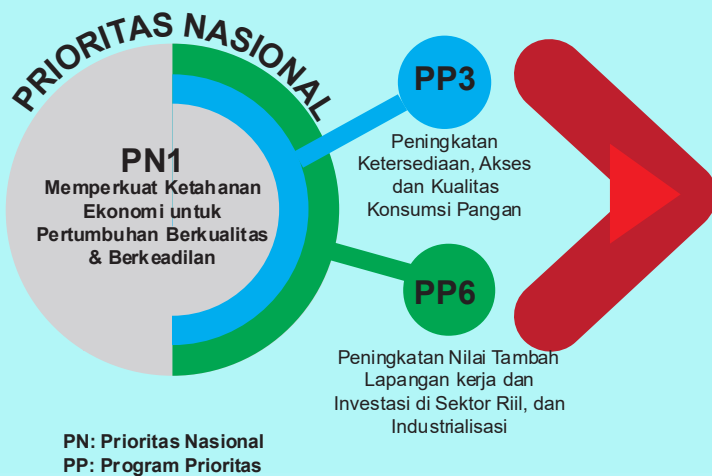 PRIORITAS NASIONAL
PN1
Memperkuat Ketahanan
Ekonomi untuk
Pertumbuhan Berkualitas
& Berkeadilan
PP3
Peningkatan
Ketersediaan, Akses
dan Kualitas
Konsumsi Pangan
PP6
Peningkatan Nilai Tambah
Lapangan kerja dan
Investasi di Sektor Riil, dan
Industrialisasi
PN: Prioritas Nasional
PP: Program Prioritas